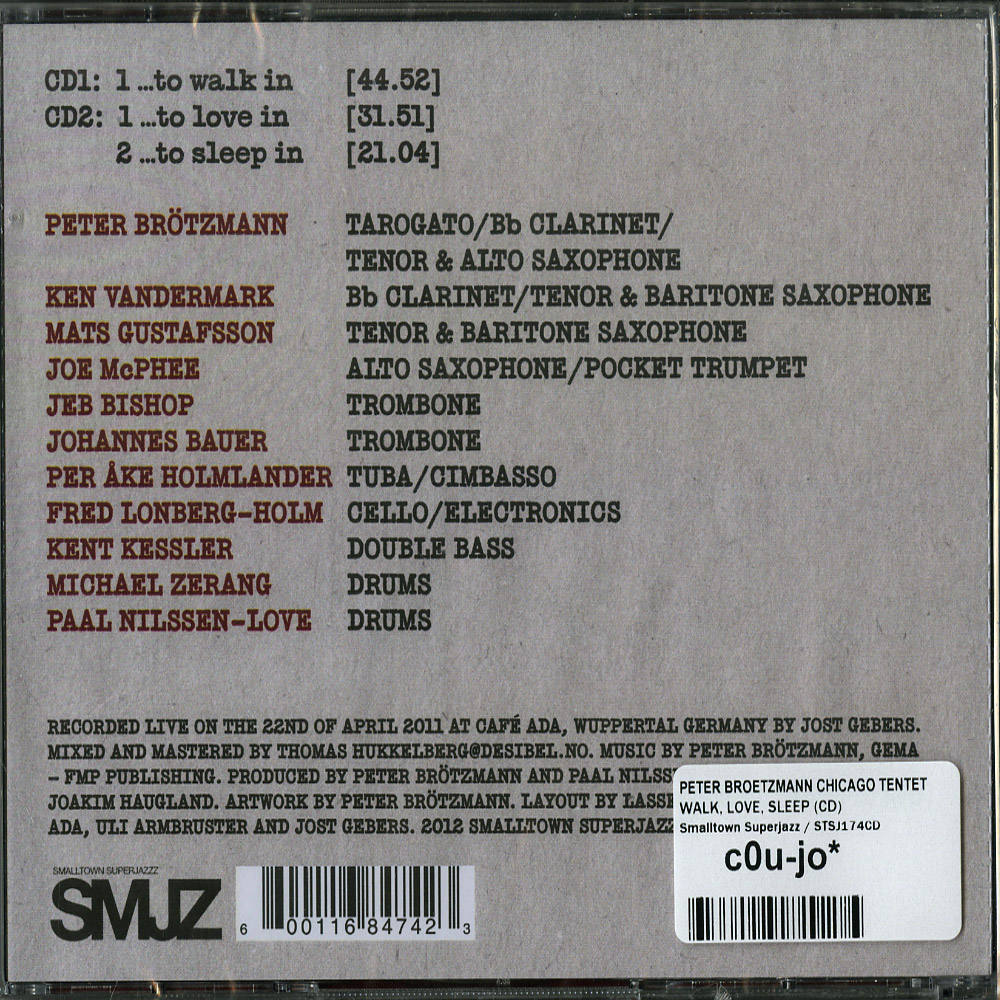 CD1: 1 ...to walk in [44.52]
CD2: 1 ...to love in [31.51]
2 ...to sleep in [21.04]
PETER BRÖTZMANN TAROGATO/Bb CLARINET/
TENOR & ALTO SAXOPHONE
KEN VANDERMARK Bb CLARINET/TENOR & BARITONE SAXOPHONE
MATS GUSTAFSSON TENOR & BARITONE SAXOPHONE
JOE McPHEE ALTO SAXOPHONE/POCKET TRUMPET
JEB BISHOP TROMBONE
JOHANNES BAUER TROMBONE
PER ÅKE HOLMLANDER TUBA/CIMBASSO
FRED LONBERG-HOLM CELLO/ELECTRONICS
KENT KESSLER DOUBLE BASS
MICHAEL ZERANG DRUMS
PAAL NILSSEN-LOVE DRUMS
RECORDED LIVE ON THE 22ND OF APRIL 2011 AT CAFÉ ADA, WUPPERTAL GERMANY BY JOST GEBERS.
MIXED AND MASTERED BY THOMAS HUKKELBERG@DESIBEL.NO. MUSIC BY PETER BRÖTZMANN, GEMA
- FMP PUBLISHING. PRODUCED BY PETER BRÖTZMANN AND PAAL NILSS
JOAKIM HAUGLAND. ARTWORK BY PETER BRÖTZMANN. LAYOUT BY LASSE
ADA, ULI ARMBRUSTER AND JOST GEBERS. 2012 SMALLTOWN SUPERJAZZ
PETER BROETZMANN CHICAGO TENTET
WALK, LOVE, SLEEP (CD)
Smalltown Superjazz / STSJ174CD
c0u-jo*
SMALLTOWN SUPERJAZZZ
SMJZ
6 00116 84742 3